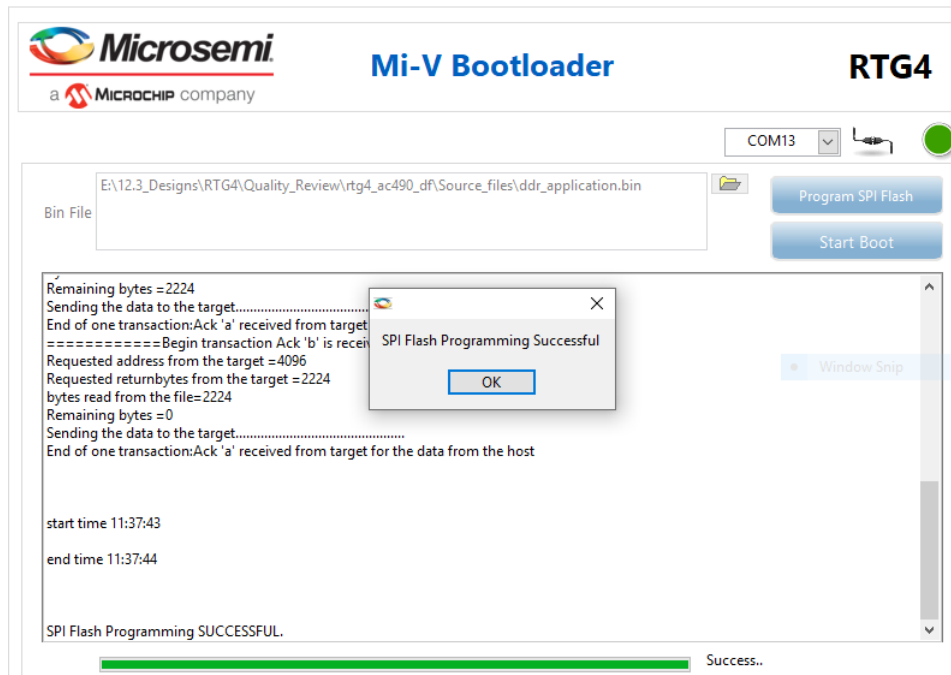 Microsemi.
a MICROCHIP company
Mi-V Bootloader
RTG4
COM13
Bin File
E:\12.3_Designs\RTG4\Quality_Review\rtg4_ac490_df\Source_files\ddr_application.bin
Program SPI Flash
Start Boot
Remaining bytes =2224
Sending the data to the target.....................................
End of one transaction:Ack 'a' received from target
============Begin transaction Ack 'b' is
Requested address from the target =4096
Requested returnbytes from the target =2224
bytes read from the file=2224
Remaining bytes =0
Sending the data to the target................................................
End of one transaction:Ack 'a' received from target for the data from the host
start time 11:37:43
end time 11:37:44
SPI Flash Programming SUCCESSFUL.
SPI Flash Programming Successful
OK
Window Snip
Success..